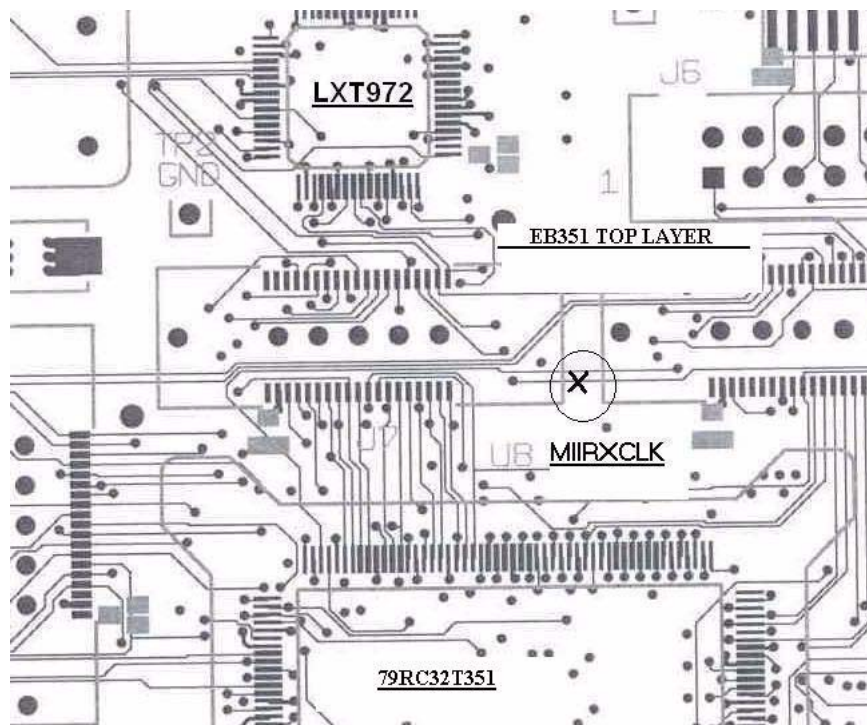 LXT972
J6
TP2
GND
1
EB351 TOP LAYER
U7
U8
MIIRXCLK
79RC32T351